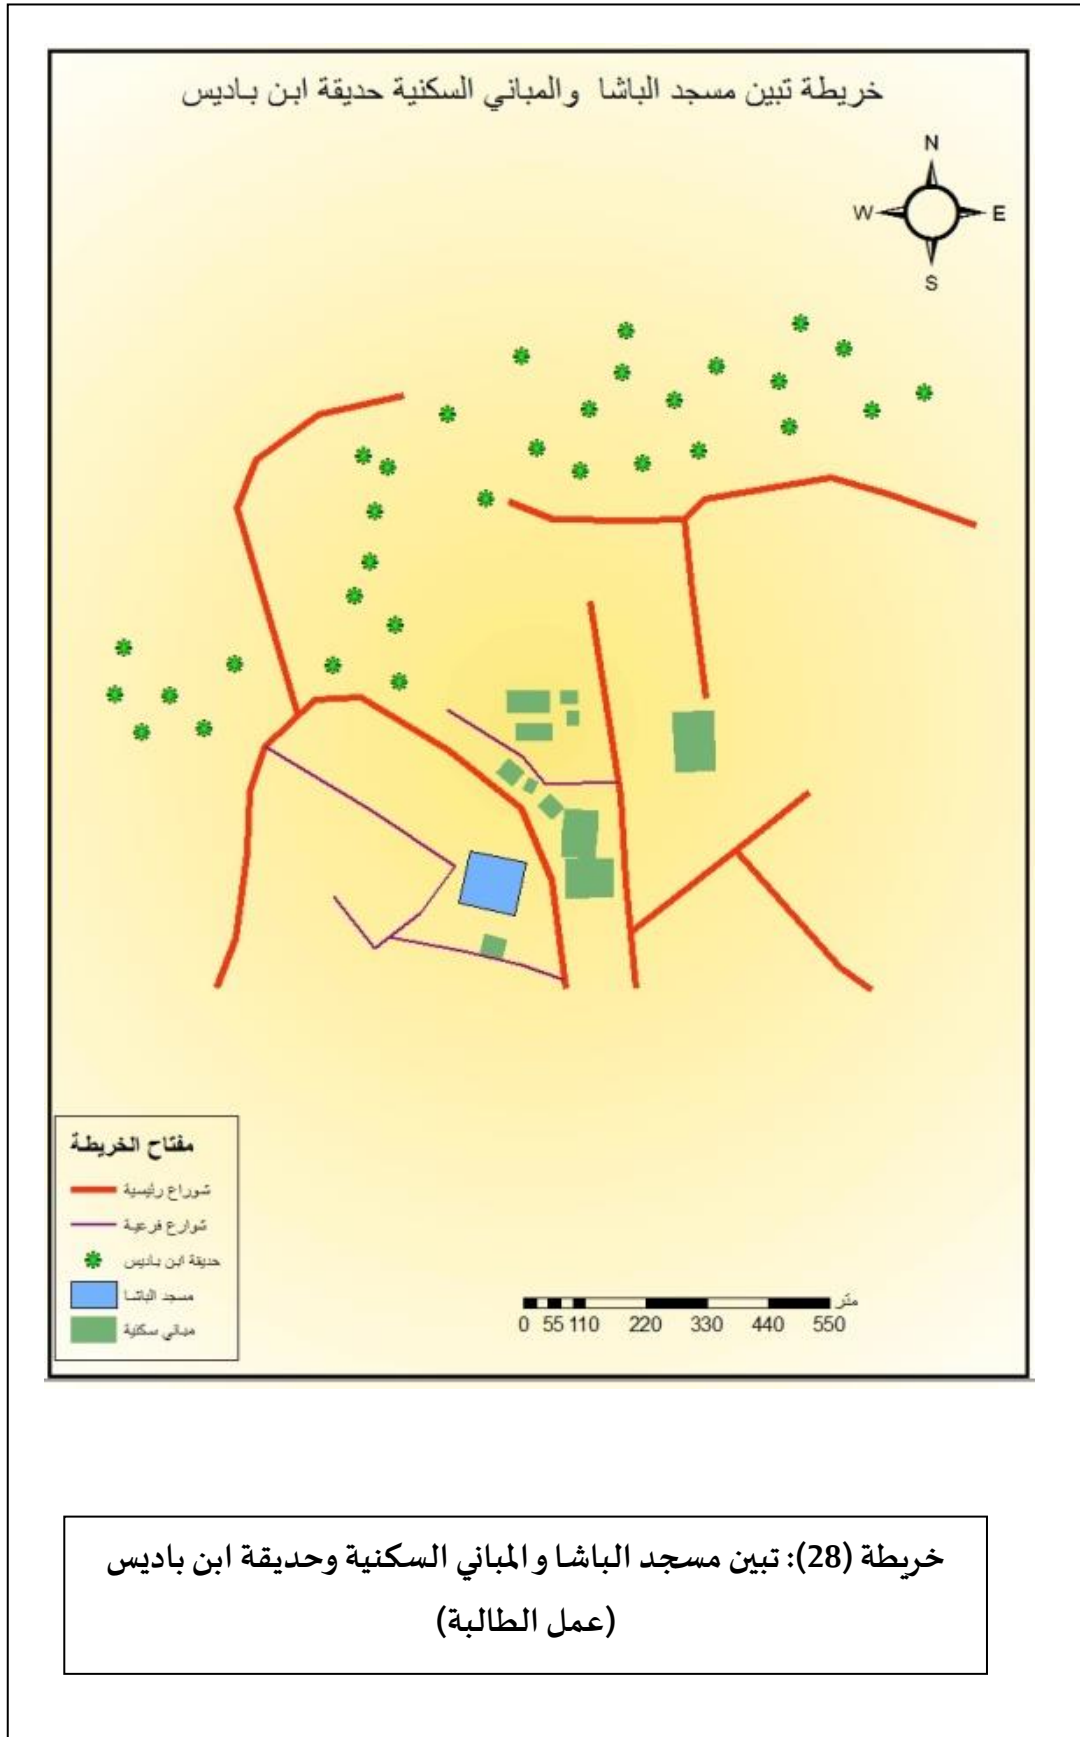 خريطة تبين مسجد الباشا والمباني السكنية حديقة ابن باديس
N
W E
S
مفتاح الخريطة
شوراع رئيسية
شوارع فرعية
حديقة ابن باديس
مسجد الباشا
مباني سكنية
متر
0 55 110 220 330 440 550
خريطة (28): تبين مسجد الباشا والمباني السكنية وحديقة ابن باديس
(عمل الطالبة)